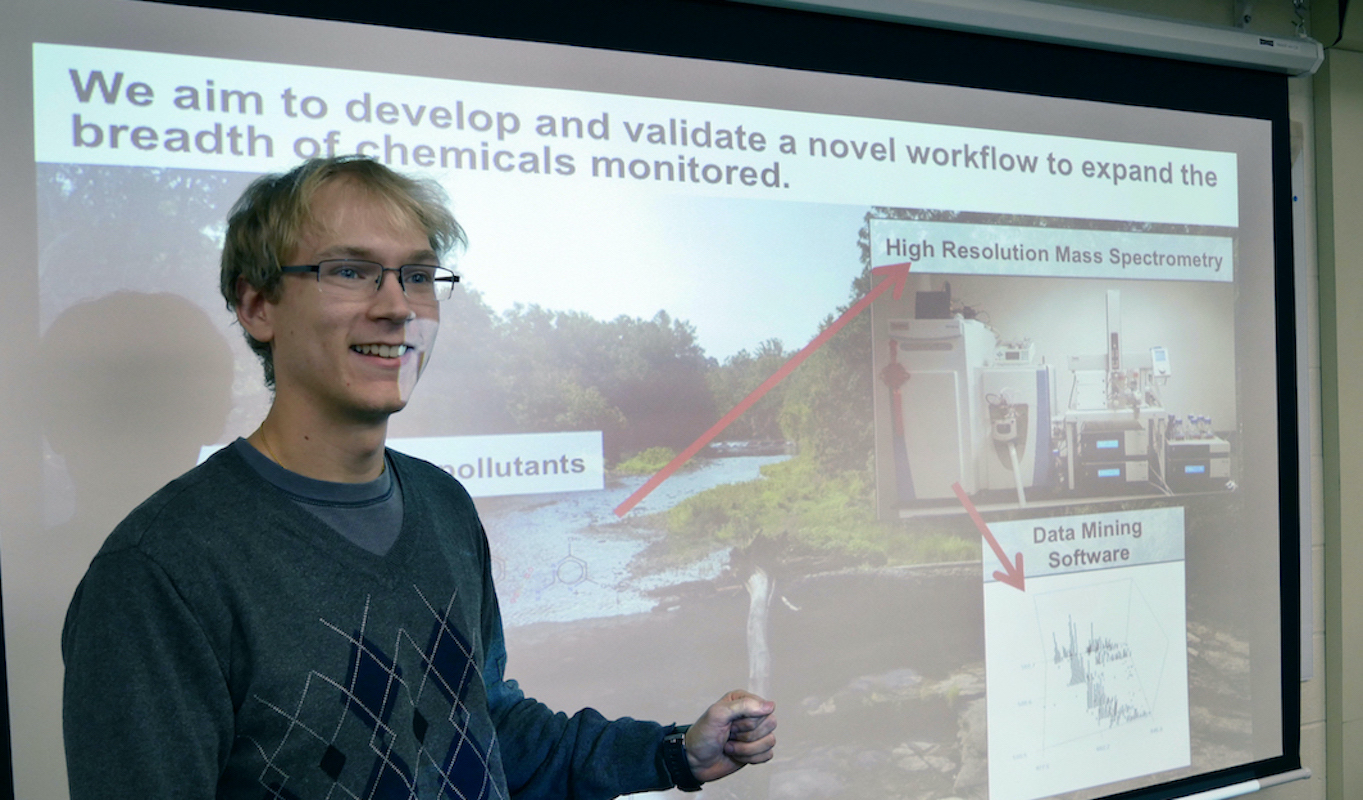 We aim to develop and validate a novel workflow to expand the
breadth of chemicals monitored.
High Resolution Mass Spectrometry
pollutants
Data Mining
Software